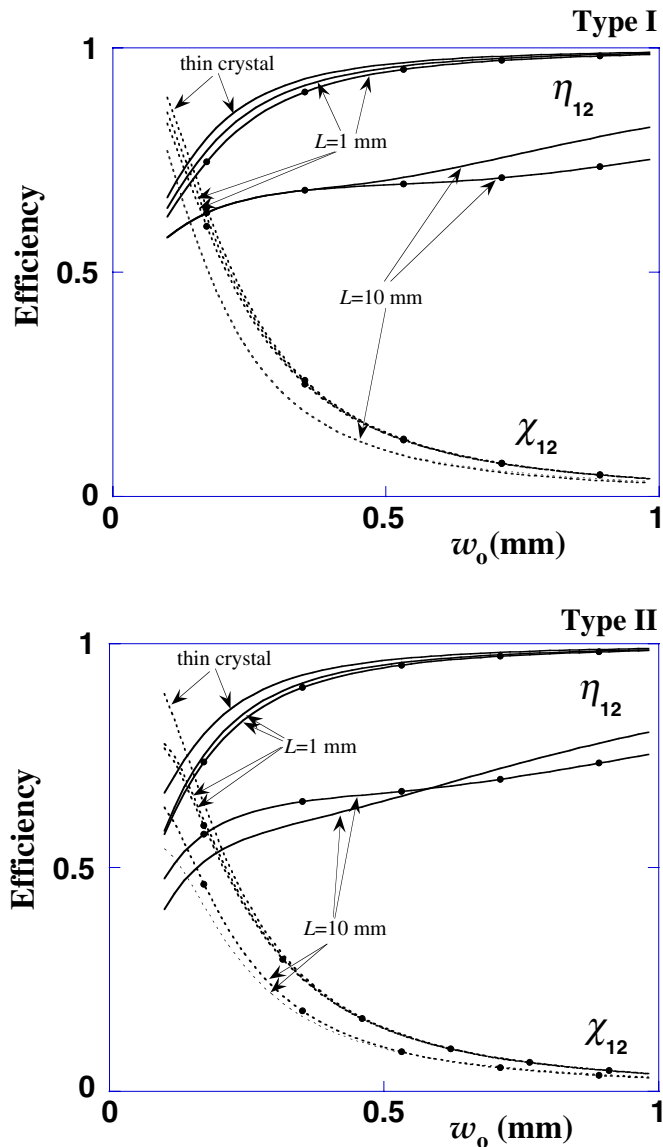 Type I
1
thin crystal
η12
L=1 mm
Efficiency
0.5
L=10 mm
χ12
0
0
0.5
1
wo(mm)
Type II
1
thin crystal
η12
L=1 mm
Efficiency
0.5
L=10 mm
χ12
0
0
0.5
1
wo(mm)